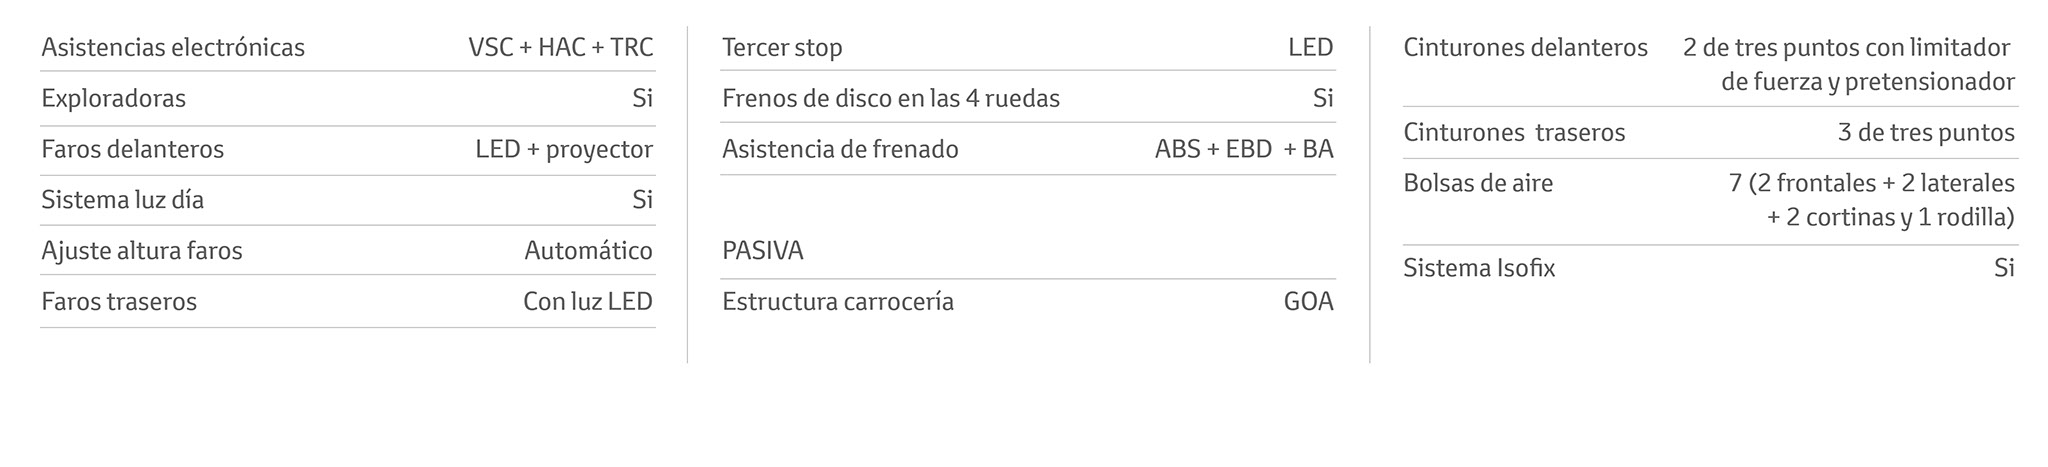 Asistencias electrónicas VSC + HAC + TRC
Exploradoras Si
Faros delanteros LED + proyector
Sistema luz día Si
Ajuste altura faros Automático
Faros traseros Con luz LED
Tercer stop LED
Frenos de disco en las 4 ruedas Si
Asistencia de frenado ABS + EBD + BA
PASIVA
Estructura carrocería GOA
Cinturones delanteros 2 de tres puntos con limitador
de fuerza y pretensionador
Cinturones traseros 3 de tres puntos
Bolsas de aire 7 (2 frontales + 2 laterales
+ 2 cortinas y 1 rodilla)
Sistema Isofix Si